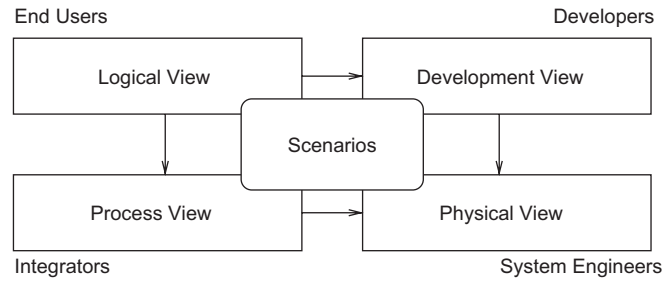 End Users
Developers
Logical View
Development View
Scenarios
Process View
Physical View
Integrators
System Engineers